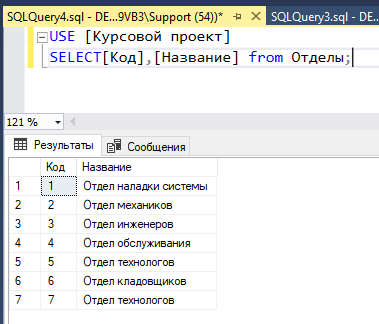 SQLQuery4.sql - DE...9VB3\Support (54))* SQLQuery3.sql - DE...
USE [Курсовой проект]
SELECT[Код],[Название] from Отделы;
121 %
Результаты Сообщения
Код Название
1 1 Отдел наладки системы
2 2 Отдел механиков
3 3 Отдел инженеров
4 4 Отдел обслуживания
5 5 Отдел технологов
6 6 Отдел кладовщиков
7 7 Отдел технологов